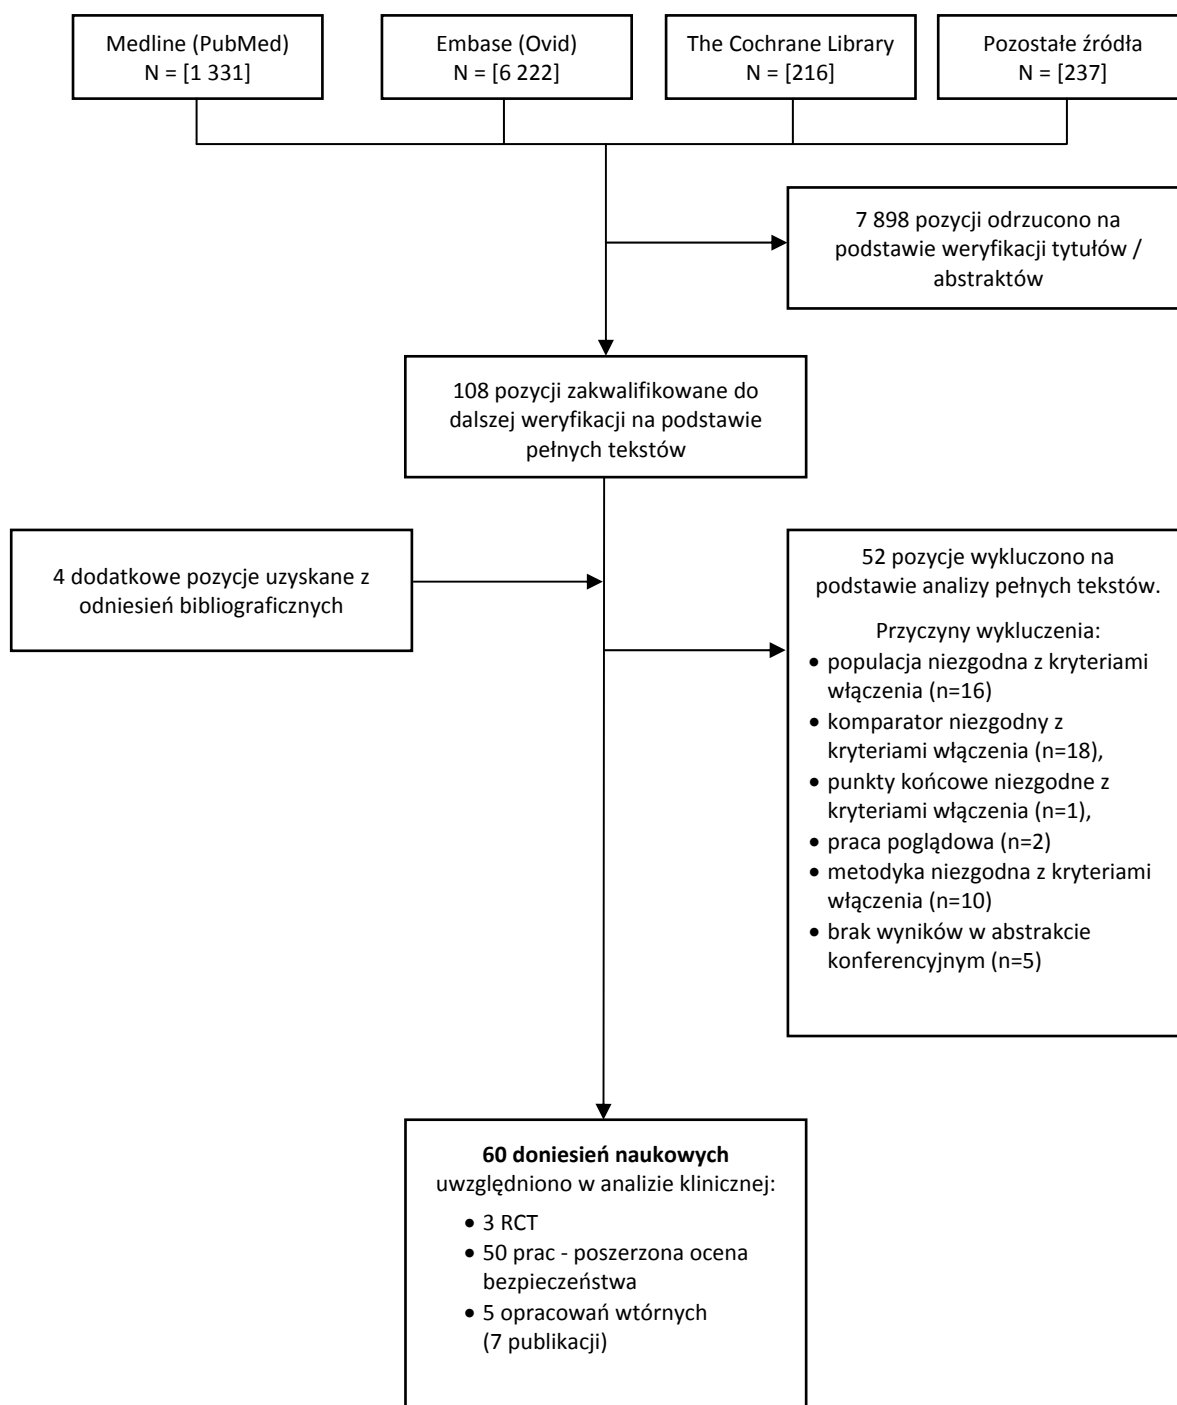 Medline (PubMed)
N = [1 331]
Embase (Ovid)
N = [6 222]
The Cochrane Library
N = [216]
Pozostałe źródła
N = [237]
7 898 pozycji odrzucono na
podstawie weryfikacji tytułów /
abstraktów
108 pozycji zakwalifikowane do
dalszej weryfikacji na podstawie
pełnych tekstów
4 dodatkowe pozycje uzyskane z
odniesień bibliograficznych
52 pozycje wykluczono na
podstawie analizy pełnych tekstów.
Przyczyny wykluczenia:
• populacja niezgodna z kryteriami
włączenia (n=16)
• komparator niezgodny z
kryteriami włączenia (n=18),
• punkty końcowe niezgodne z
kryteriami włączenia (n=1),
• praca poglądowa (n=2)
• metodyka niezgodna z kryteriami
włączenia (n=10)
• brak wyników w abstrakcie
konferencyjnym (n=5)
60 doniesień naukowych
uwzględniono w analizie klinicznej:
• 3 RCT
• 50 prac - poszerzona ocena
bezpieczeństwa
• 5 opracowań wtórnych
(7 publikacji)